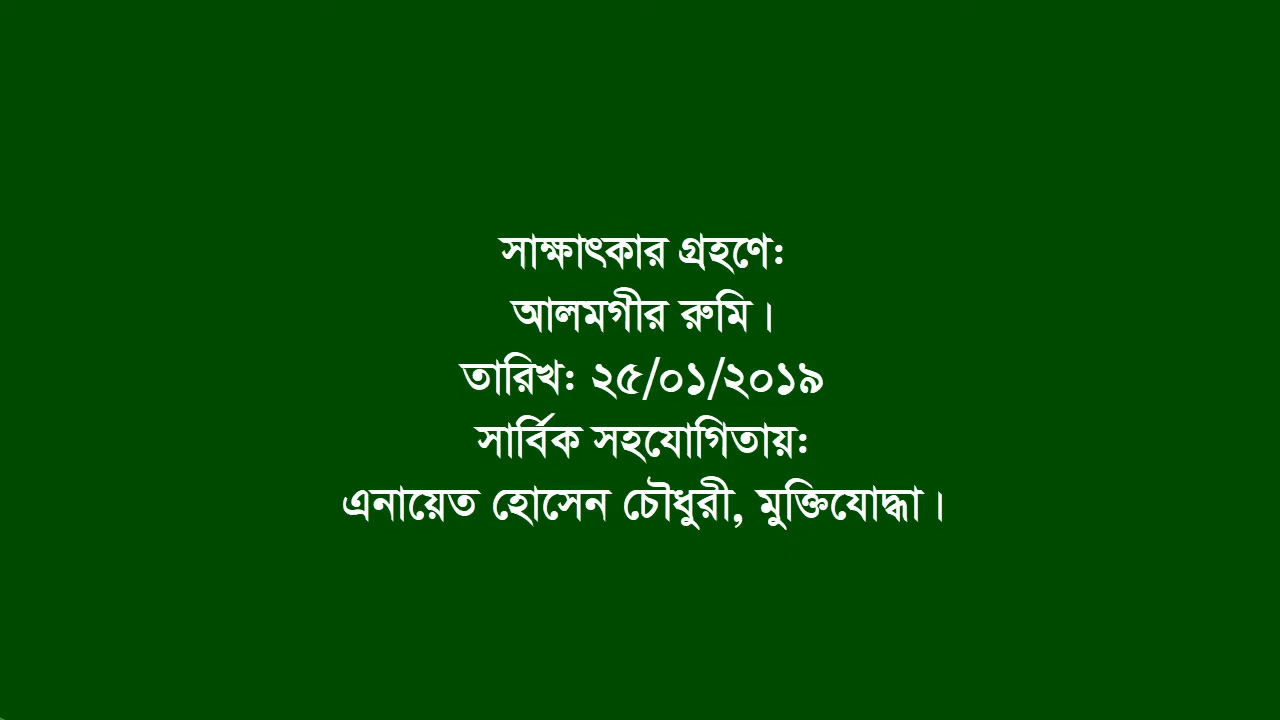 সাক্ষাৎকার গ্রহণে:
আলমগীর রুমি।
তারিখ: ২৫/০১/২০১৯
সার্বিক সহযোগিতায়:
এনায়েত হোসেন চৌধুরী, মুক্তিযোদ্ধা।